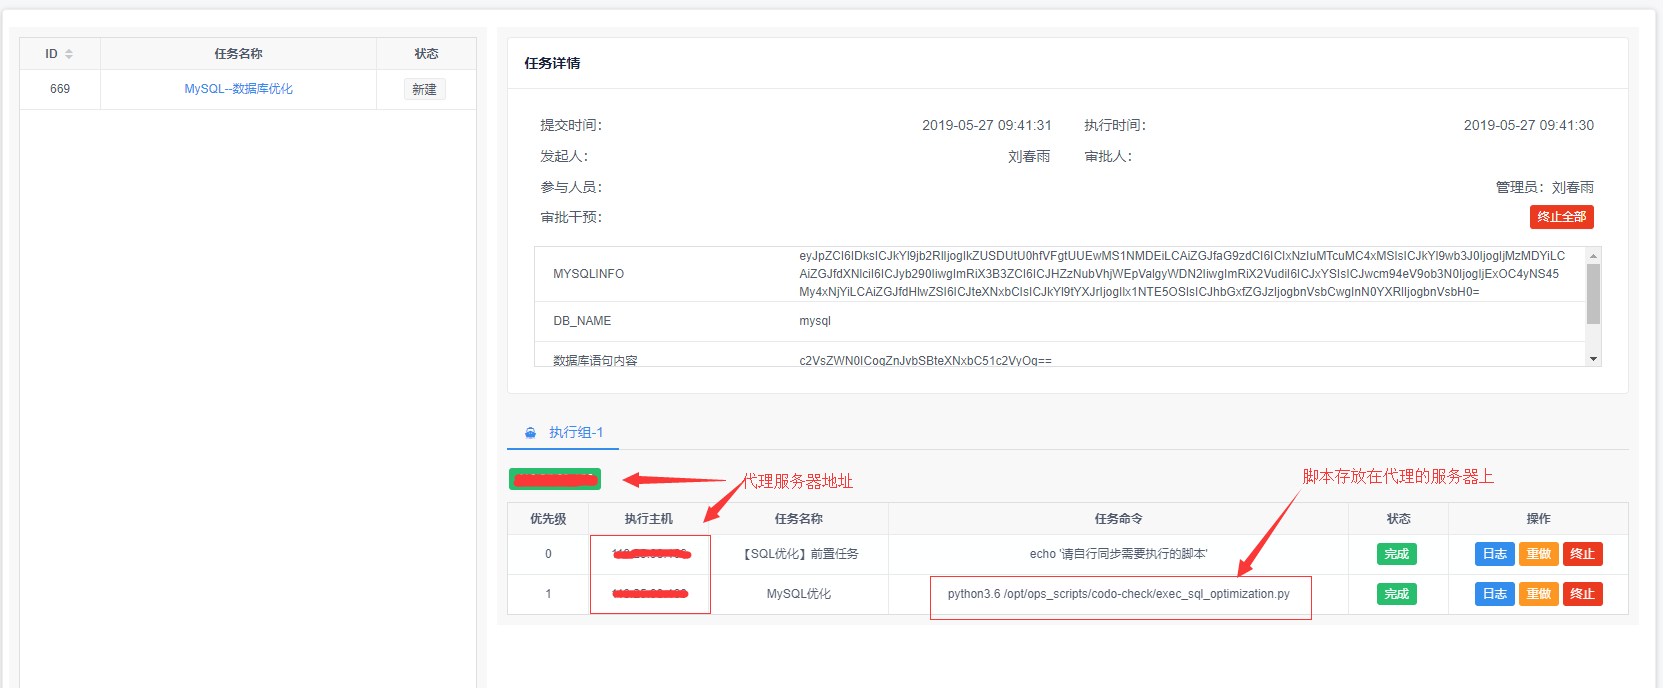 ID 任务名称 状态
669 MySQL--数据库优化 新建
任务详情
提交时间: 2019-05-27 09:41:31 执行时间: 2019-05-27 09:41:30
发起人: 刘春雨 审批人:
参与人员: 管理员: 刘春雨
审批干预: 终止全部
MYSQLINFO
DB_NAME mysql
数据库语句内容 c2VsZWN0ICogZnJvbSBteXNxbC51c2VyOg==
执行组-1
代理服务器地址
脚本存放在代理的服务器上
优先级 执行主机 任务名称 任务命令 状态 操作
0 【SQL优化】前置任务 echo '请自行同步需要执行的脚本' 完成 日志 重做 终止
1 MySQL优化 python3.6 /opt/ops_scripts/codo-check/exec_sql_optimization.py 完成 日志 重做 终止